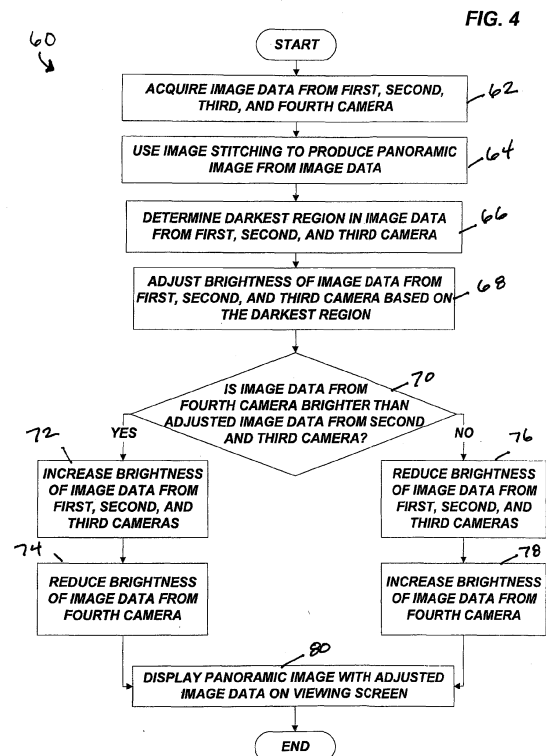 FIG. 4
60
START
ACQUIRE IMAGE DATA FROM FIRST, SECOND,
THIRD, AND FOURTH CAMERA
62
USE IMAGE STITCHING TO PRODUCE PANORAMIC
IMAGE FROM IMAGE DATA
64
DETERMINE DARKEST REGION IN IMAGE DATA
FROM FIRST, SECOND, AND THIRD CAMERA
66
ADJUST BRIGHTNESS OF IMAGE DATA FROM
FIRST, SECOND, AND THIRD CAMERA BASED ON
THE DARKEST REGION
68
IS IMAGE DATA FROM
FOURTH CAMERA BRIGHTER THAN
ADJUSTED IMAGE DATA FROM SECOND
AND THIRD CAMERA?
70
YES
NO
72
INCREASE BRIGHTNESS
OF IMAGE DATA FROM
FIRST, SECOND, AND
THIRD CAMERAS
76
REDUCE BRIGHTNESS
OF IMAGE DATA FROM
FIRST, SECOND, AND
THIRD CAMERAS
74
REDUCE BRIGHTNESS
OF IMAGE DATA FROM
FOURTH CAMERA
78
INCREASE BRIGHTNESS
OF IMAGE DATA FROM
FOURTH CAMERA
80
DISPLAY PANORAMIC IMAGE WITH ADJUSTED
IMAGE DATA ON VIEWING SCREEN
END